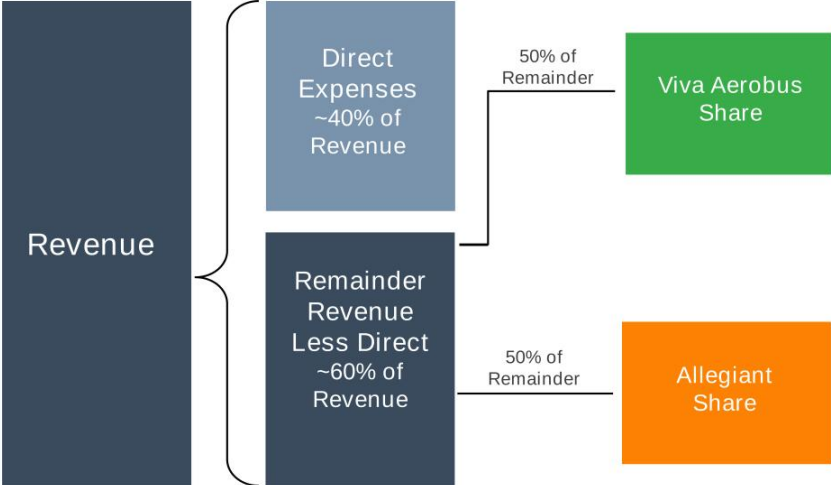 Revenue
Direct
Expenses
~40% of
Revenue
Remainder
Revenue
Less Direct
~60% of
Revenue
50% of
Remainder
Viva Aerobus
Share
50% of
Remainder
Allegiant
Share